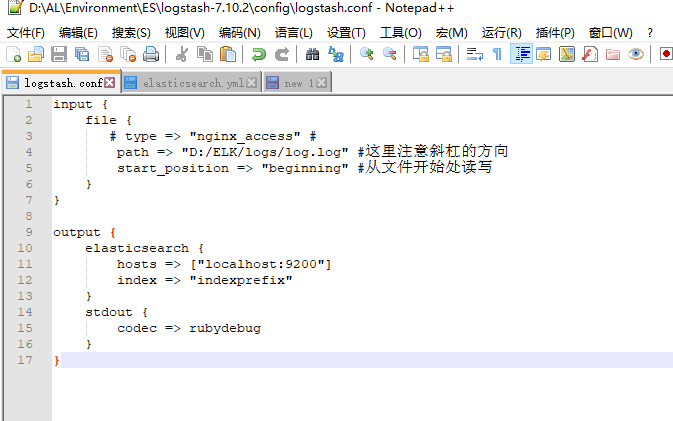 D:\AL\Environment\ES\logstash-7.10.2\config\logstash.conf - Notepad++
文件(F) 编辑(E) 搜索(S) 视图(V) 编码(N) 语言(L) 设置(T) 工具(O) 宏(M) 运行(R) 插件(P) 窗口(W) ?
logstash.conf elasticsearch.yml new 1
1 input {
2 file {
3 # type => "nginx_access" #
4 path => "D:/ELK/logs/log.log" #这里注意斜杠的方向
5 start_position => "beginning" #从文件开始处读写
6 }
7 }
8
9 output {
10 elasticsearch {
11 hosts => ["localhost:9200"]
12 index => "indexprefix"
13 }
14 stdout {
15 codec => rubydebug
16 }
17 }